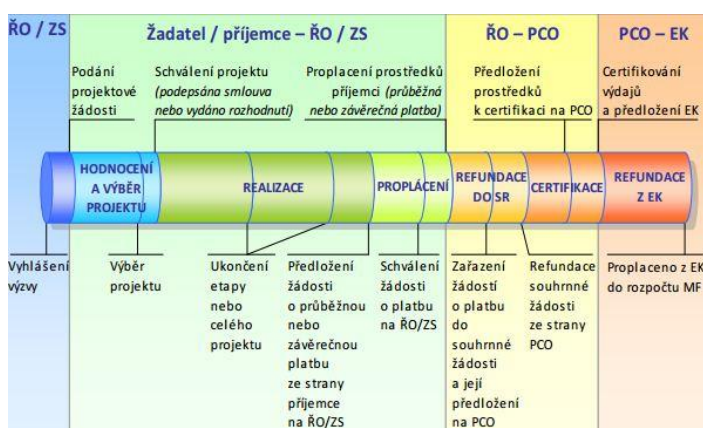 ŘO / ZS
Žadatel / příjemce – ŘO / ZS
ŘO – PCO
PCO – EK
Podání
projektové
žádosti
Schválení projektu
(podepsána smlouva
nebo vydáno rozhodnutí)
Proplacení prostředků
příjemci (průběžná
nebo závěrečná platba)
Předložení
prostředků
k certifikaci na PCO
Certifikování
výdajů
a předložení EK
HODNOCENÍ
A VÝBĚR
PROJEKTU
REALIZACE
PROPLÁCENÍ
REFUNDACE
DO SR
CERTIFIKACE
REFUNDACE
Z EK
Vyhlášení
výzvy
Výběr
projektu
Ukončení
etapy
nebo
celého
projektu
Předložení
žádosti
o průběžnou
nebo
závěrečnou
platbu
ze strany
příjemce
na ŘO/ZS
Schválení
žádosti
o platbu
na ŘO/ZS
Zařazení
žádostí
o platbu
do
souhrnné
žádosti
a její
předložení
na PCO
Refundace
souhrnné
žádosti
ze strany
PCO
Proplaceno z EK
do rozpočtu MF